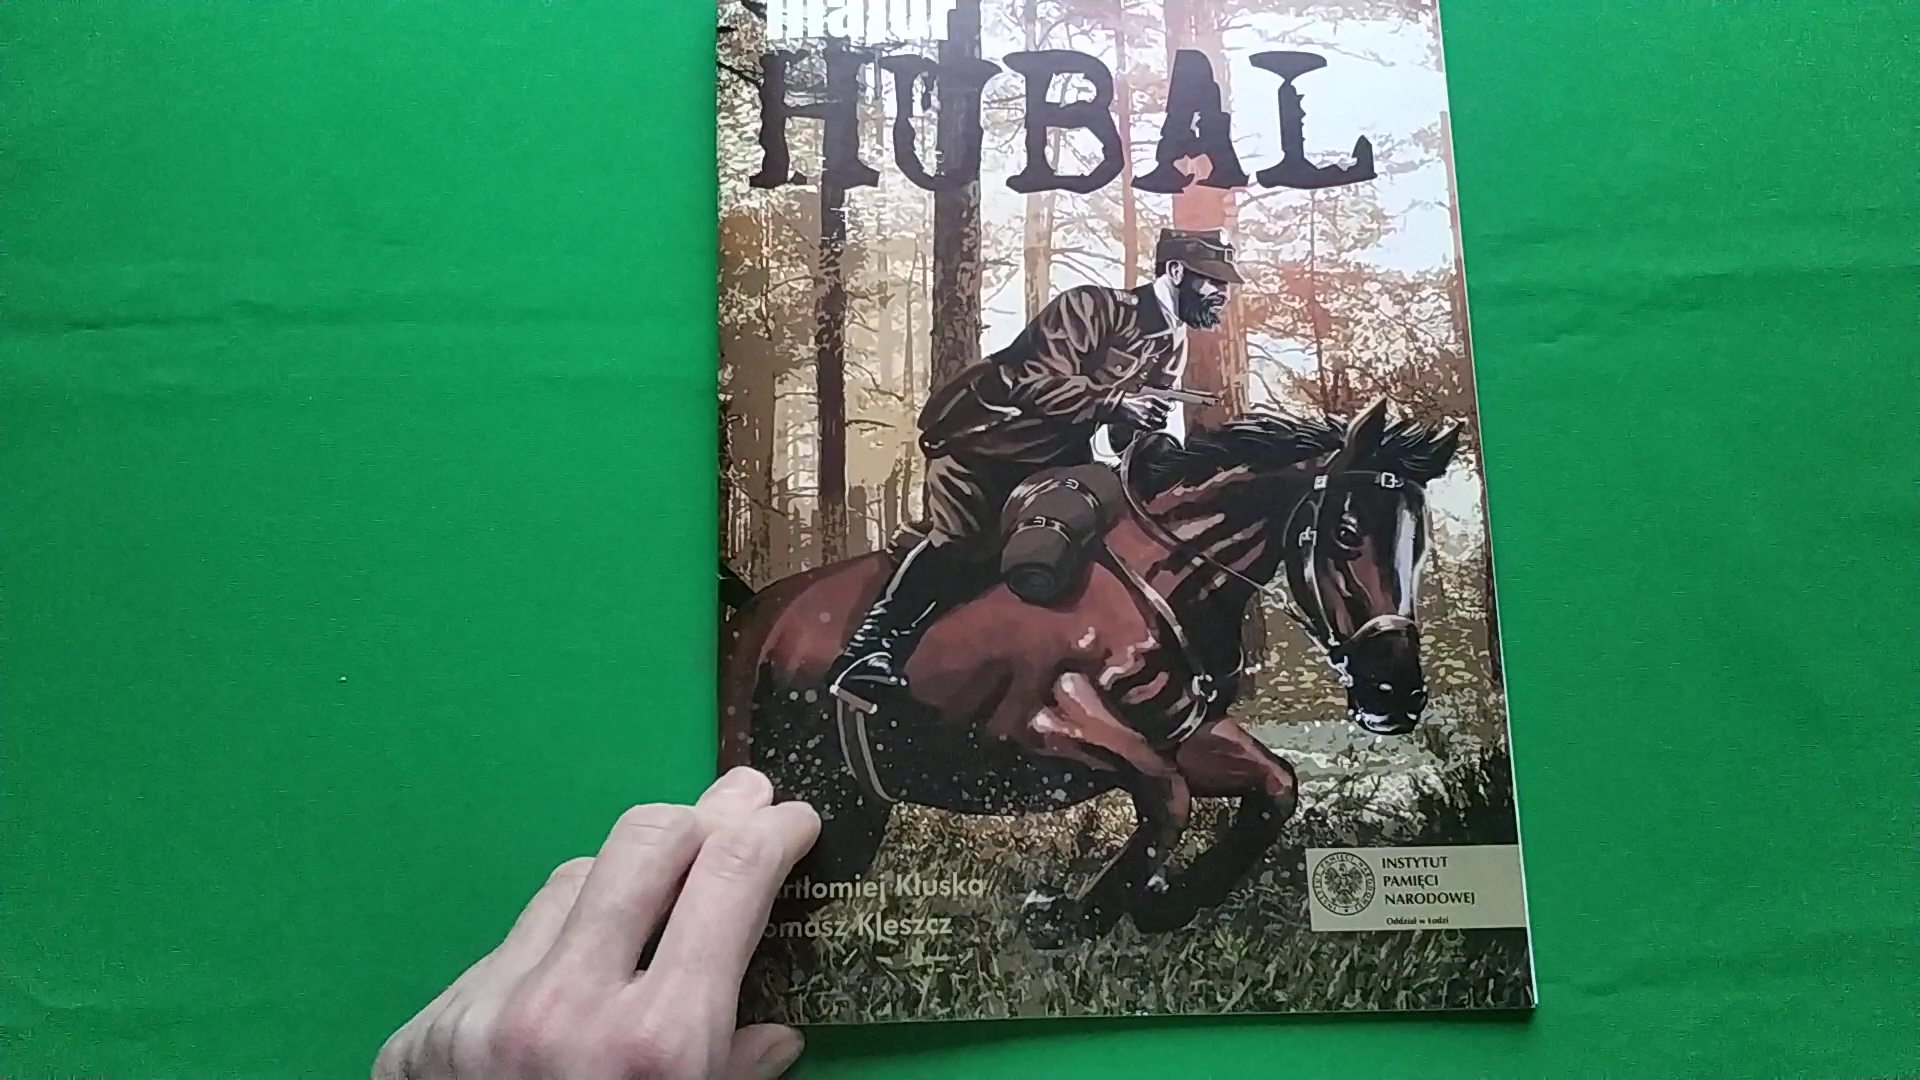 major
HUBAL
rtłomiej Kluska
omasz Kleszcz
INSTYTUT
PAMIĘCI
NARODOWEJ
Oddział w Łodzi